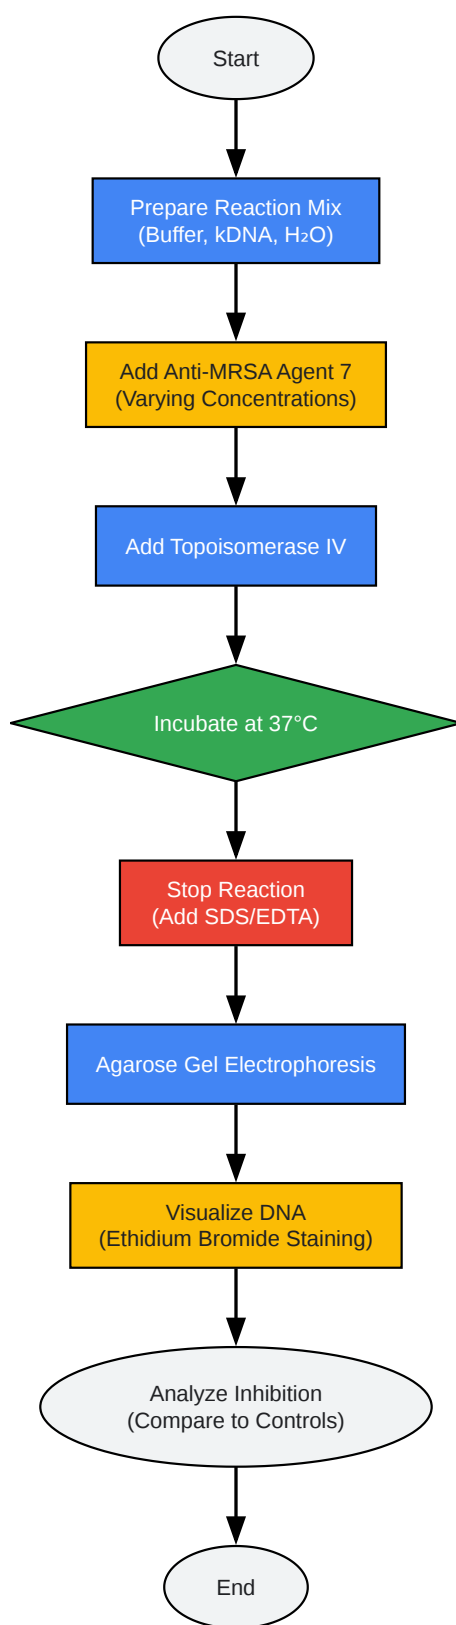 Start
Prepare Reaction Mix
(Buffer, kDNA, H₂O)
Add Anti-MRSA Agent 7
(Varying Concentrations)
Add Topoisomerase IV
Incubate at 37°C
Stop Reaction
(Add SDS/EDTA)
Agarose Gel Electrophoresis
Visualize DNA
(Ethidium Bromide Staining)
Analyze Inhibition
(Compare to Controls)
End